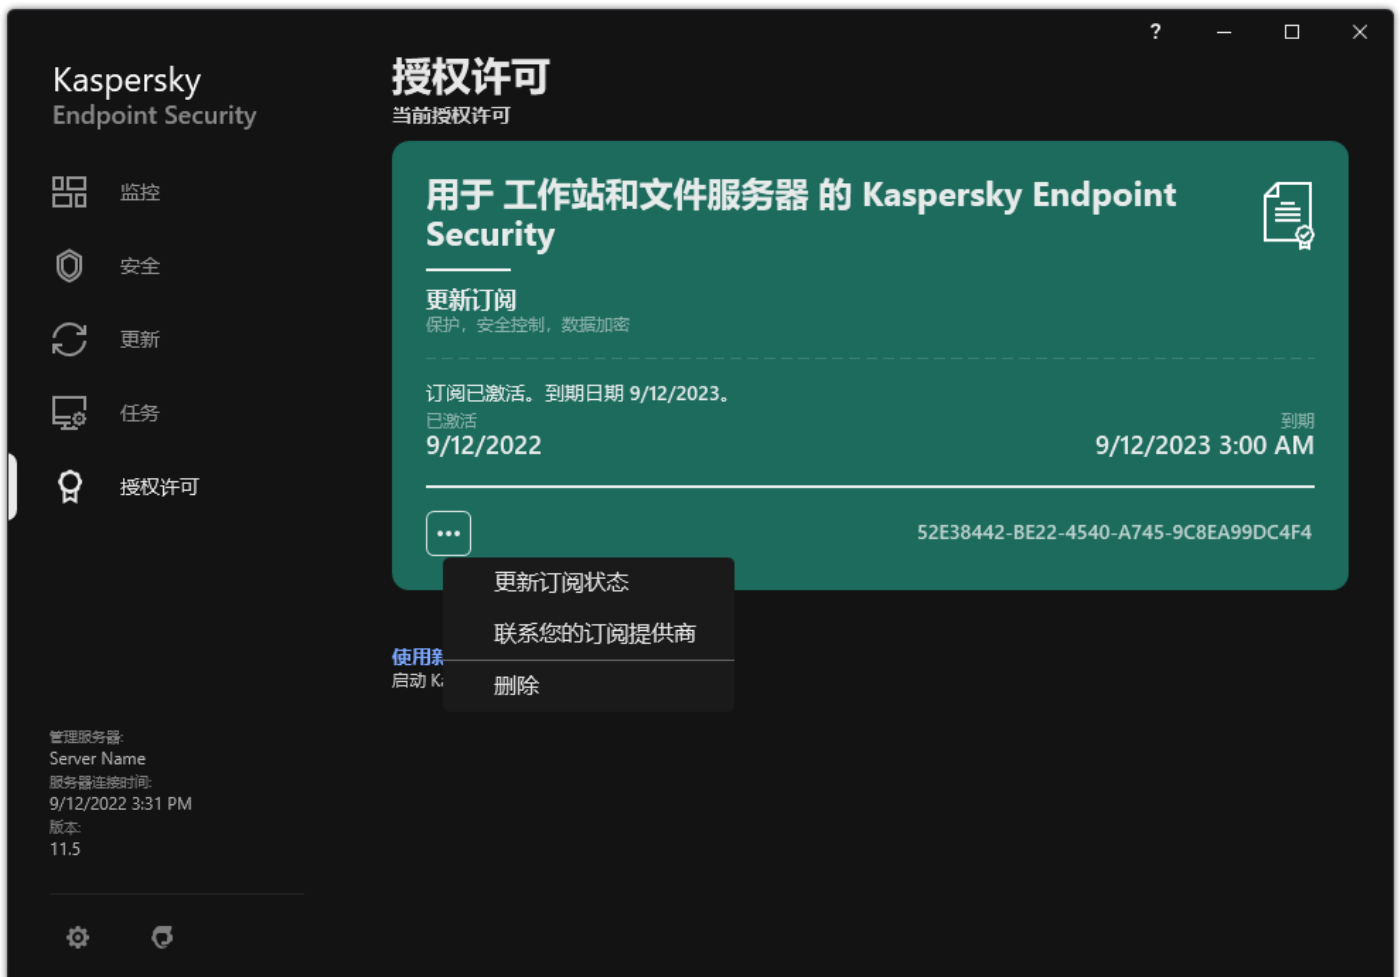 ?
Kaspersky
Endpoint Security
监控
安全
更新
任务
授权许可
管理服务器:
Server Name
服务器连接时间:
9/12/2022 3:31 PM
版本:
11.5
授权许可
当前授权许可
用于 工作站和文件服务器 的 Kaspersky Endpoint
Security
更新订阅
保护，安全控制，数据加密
订阅已激活。到期日期 9/12/2023。
已激活
到期
9/12/2022
9/12/2023 3:00 AM
52E38442-BE22-4540-A745-9C8EA99DC4F4
更新订阅状态
联系您的订阅提供商
删除
使用新
启动